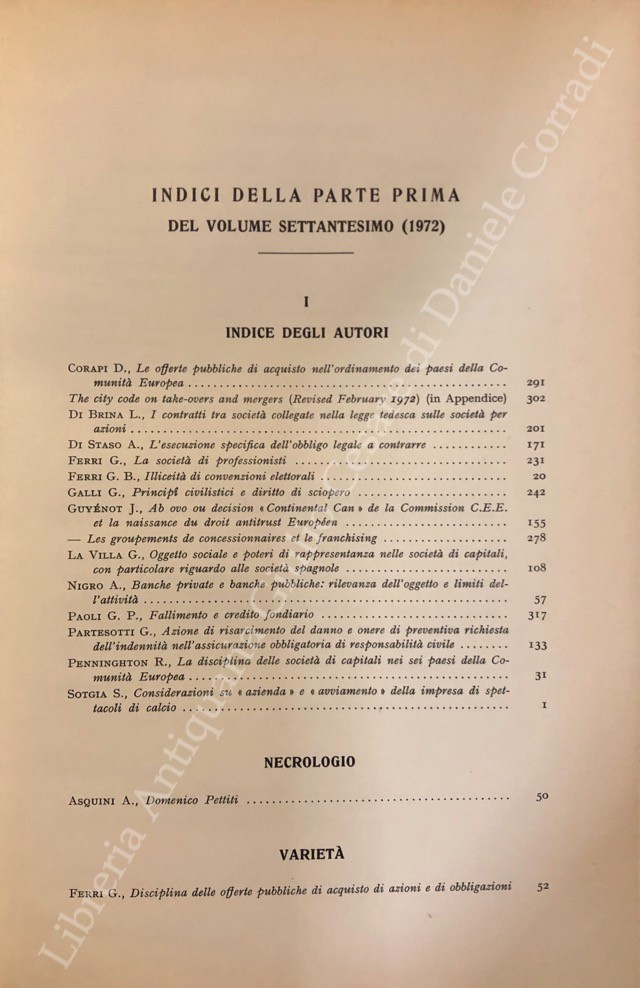 INDICI DELLA PARTE PRIMA
DEL VOLUME SETTANTESIMO (1972)
I
INDICE DEGLI AUTORI
CORAPI D., Le offerte pubbliche di acquisto nell'ordinamento dei paesi della Co-
munità Europea ........ 291
The city code on take-overs and mergers (Revised February 1972) (in Appendice) 302
DI BRINA L., I contratti tra società collegate nella legge tedesca sulle società per
azioni ........ 201
DI STASO A., L'esecuzione specifica dell'obbligo legale a contrarre ........ 171
FERRI G., La società di professionisti ........ 231
FERRI G. B., Illiceità di convenzioni elettorali ........ 20
GALLI G., Principî civilistici e diritto di sciopero ........ 242
GUYÉNOT J., Ab ovo ou decision « Continental Can » de la Commission C.E.E.
et la naissance du droit antitrust Européen ........ 155
— Les groupements de concessionnaires et le franchising ........ 278
LA VILLA G., Oggetto sociale e poteri di rappresentanza nelle società di capitali,
con particolare riguardo alle società spagnole ........ 108
NIGRO A., Banche private e banche pubbliche: rilevanza dell'oggetto e limiti del-
l'attività ........ 57
PAOLI G. P., Fallimento e credito fondiario ........ 317
PARTESOTTI G., Azione di risarcimento del danno e onere di preventiva richiesta
dell'indennità nell'assicurazione obbligatoria di responsabilità civile ........ 133
PENNINGHTON R., La disciplina delle società di capitali nei sei paesi della Co-
munità Europea ........ 31
SOTGIA S., Considerazioni su « azienda » e « avviamento » della impresa di spet-
tacoli di calcio ........ 1
NECROLOGIO
ASQUINI A., Domenico Pettiti ........ 50
VARIETÀ
FERRI G., Disciplina delle offerte pubbliche di acquisto di azioni e di obbligazioni 52
Libreria Antiquaria Giulio Cesare di Daniele Corradi